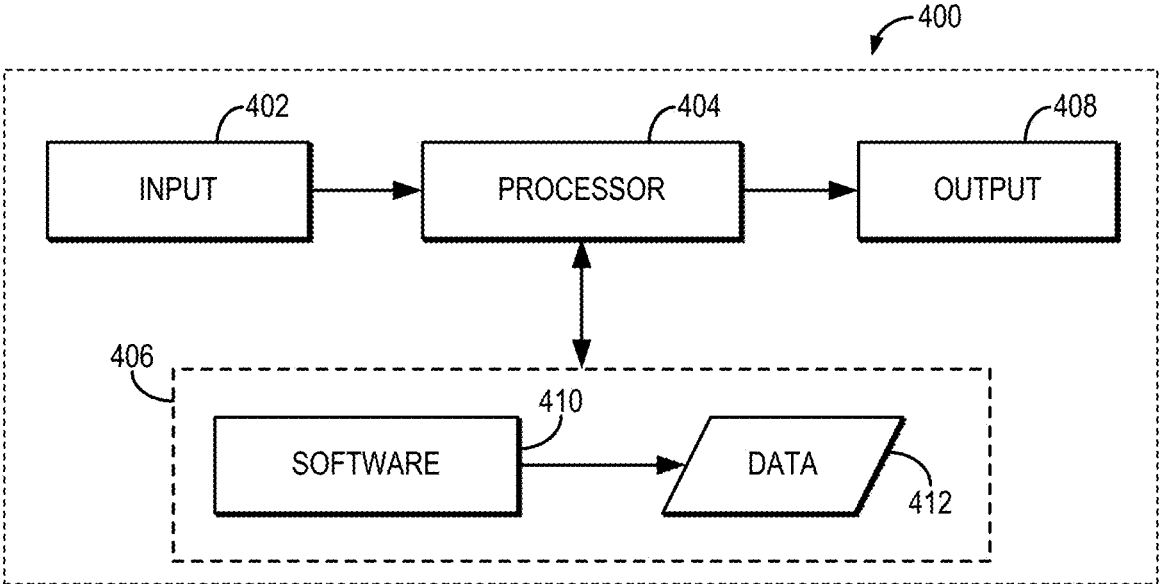 400
402
404
408
INPUT
PROCESSOR
OUTPUT
406
410
SOFTWARE
DATA
412